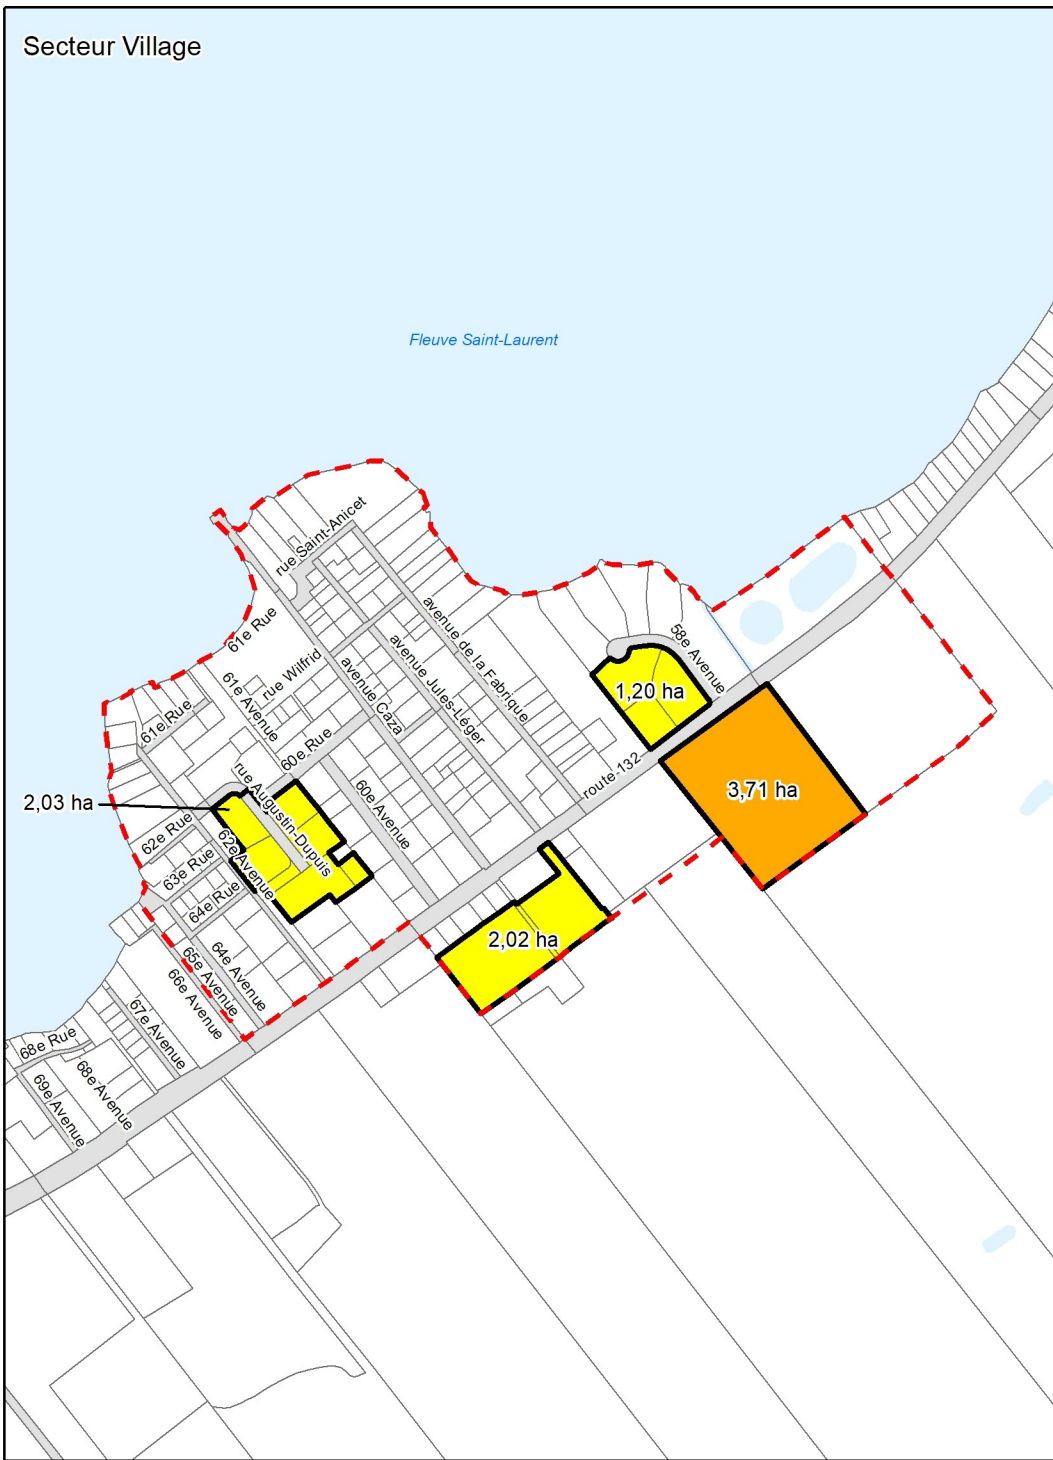 Secteur Village
Fleuve Saint-Laurent
rue Saint-Anicet
61e Rue
rue Wilfrid
avenue de la Fabrique
avenue Jules-Léger
avenue Caza
58e Avenue
61e Avenue
61e Rue
60e Rue
1,20 ha
route-132
3,71 ha
2,03 ha
rue Augustin-Dupuis
60e Avenue
62e Rue
62e Avenue
63e Rue
64e Rue
2,02 ha
64e Avenue
65e Avenue
66e Avenue
67e Avenue
68e Rue
68e Avenue
69e Avenue